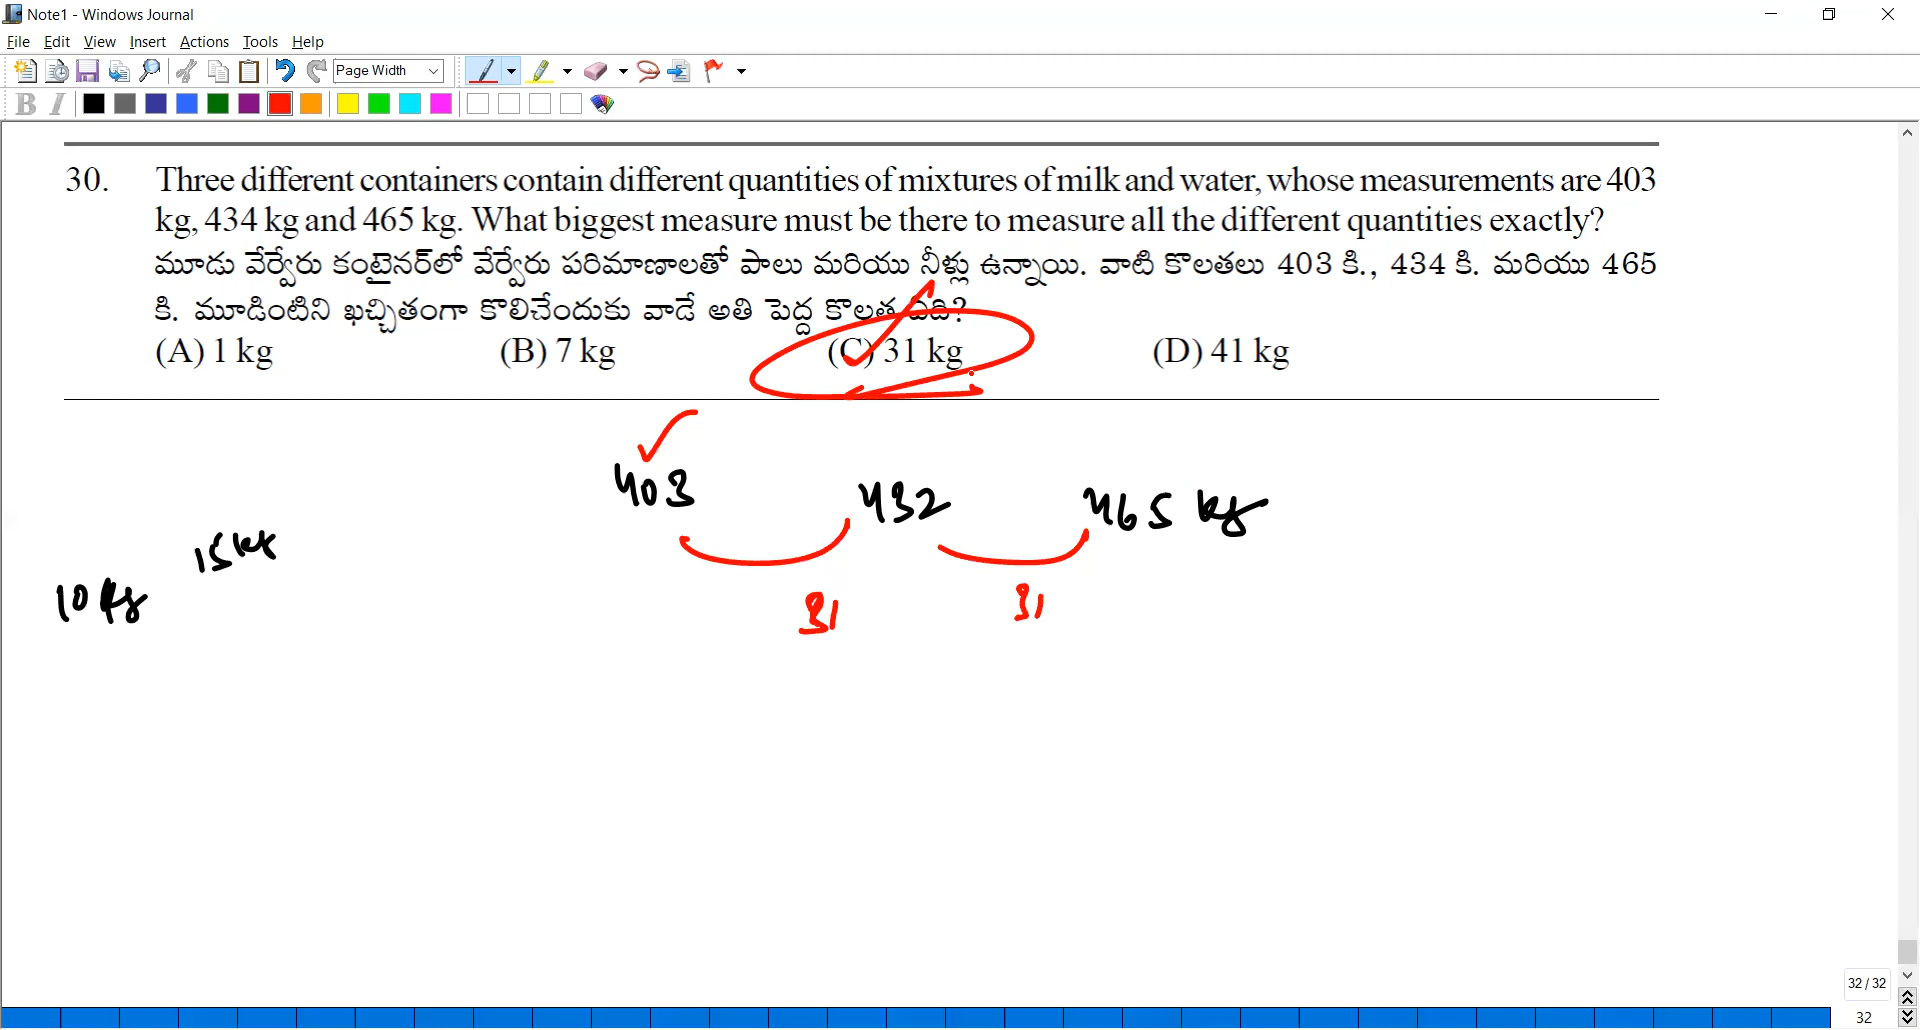 Note1 - Windows Journal
File Edit View Insert Actions Tools Help
Page Width
B I
30. Three different containers contain different quantities of mixtures of milk and water, whose measurements are 403
kg, 434 kg and 465 kg. What biggest measure must be there to measure all the different quantities exactly?
మూడు వేర్వేరు కంటైనర్‌లో వేర్వేరు పరిమాణాలతో పాలు మరియు నీళ్లు ఉన్నాయి. వాటి కొలతలు 403 కి., 434 కి. మరియు 465
కి. మూడింటిని ఖచ్చితంగా కొలిచేందుకు వాడే అతి పెద్ద కొలత ఏది?
(A) 1 kg (B) 7 kg (C) 31 kg (D) 41 kg
403 432 465 kg
15 kg
10 kg
31 31
32 / 32
32